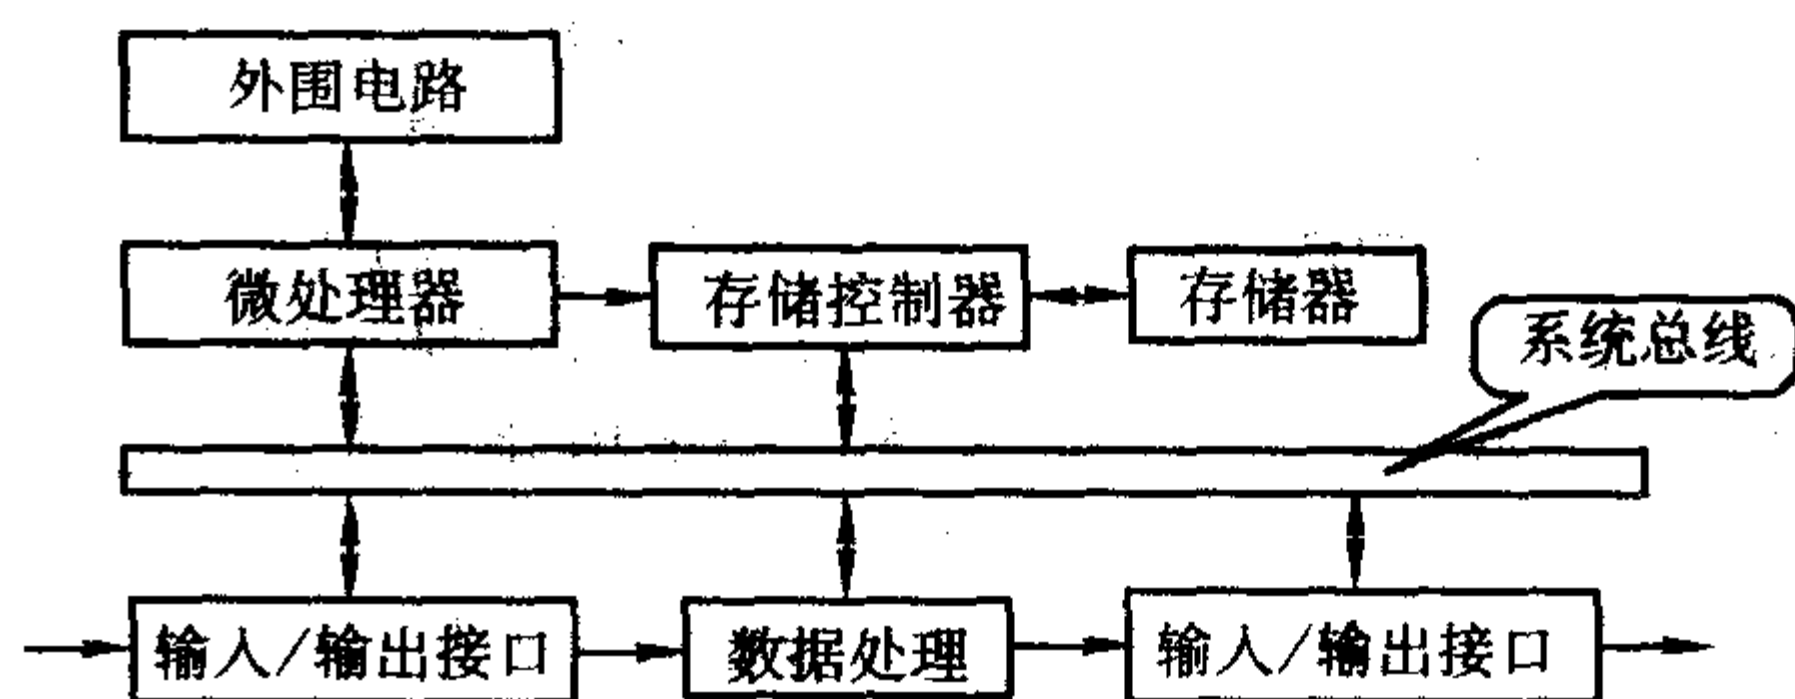 外围电路
微处理器
存储控制器
存储器
系统总线
输入/输出接口
数据处理
输入/输出接口